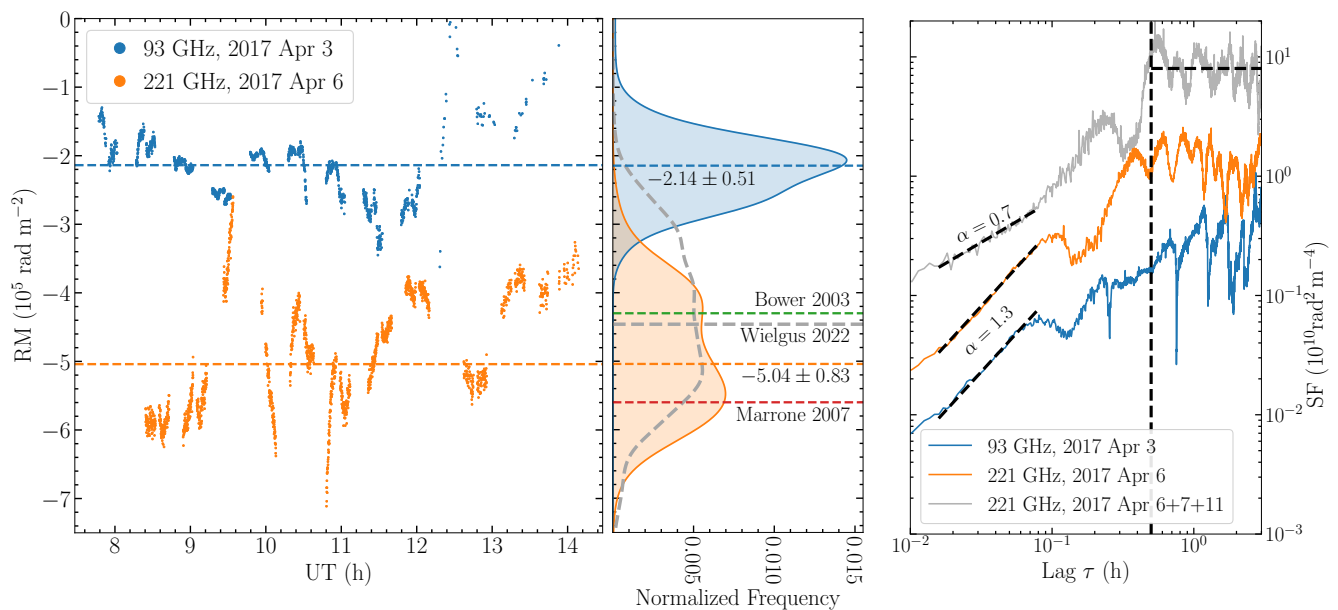 0
−1
−2
−3
−4
−5
−6
−7
RM (10⁵ rad m⁻²)
93 GHz, 2017 Apr 3
221 GHz, 2017 Apr 6
8
9
10
11
12
13
14
UT (h)
−2.14 ± 0.51
Bower 2003
Wielgus 2022
−5.04 ± 0.83
Marrone 2007
0.005
0.010
0.015
Normalized Frequency
α = 0.7
α = 1.3
93 GHz, 2017 Apr 3
221 GHz, 2017 Apr 6
221 GHz, 2017 Apr 6+7+11
10⁻²
10⁻¹
10⁰
Lag τ (h)
10¹
10⁰
10⁻¹
10⁻²
10⁻³
SF (10¹⁰rad² m⁻⁴)